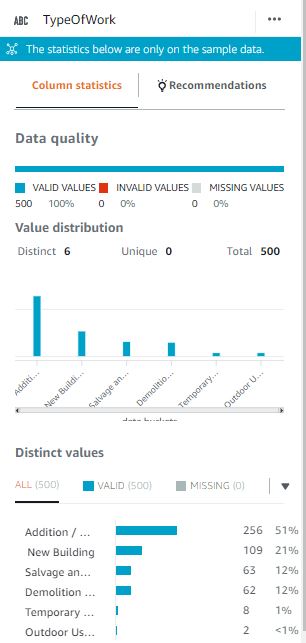 ABC TypeOfWork ...
The statistics below are only on the sample data.
Column statistics Recommendations
Data quality
VALID VALUES INVALID VALUES MISSING VALUES
500 100% 0 0% 0 0%
Value distribution
Distinct 6 Unique 0 Total 500
Additi... New Buildi... Salvage an... Demolitio... Temporary... Outdoor U...
data buckets
Distinct values
ALL (500) VALID (500) MISSING (0)
Addition / ... 256 51%
New Building 109 21%
Salvage an... 63 12%
Demolition ... 62 12%
Temporary ... 8 1%
Outdoor Us... 2 <1%